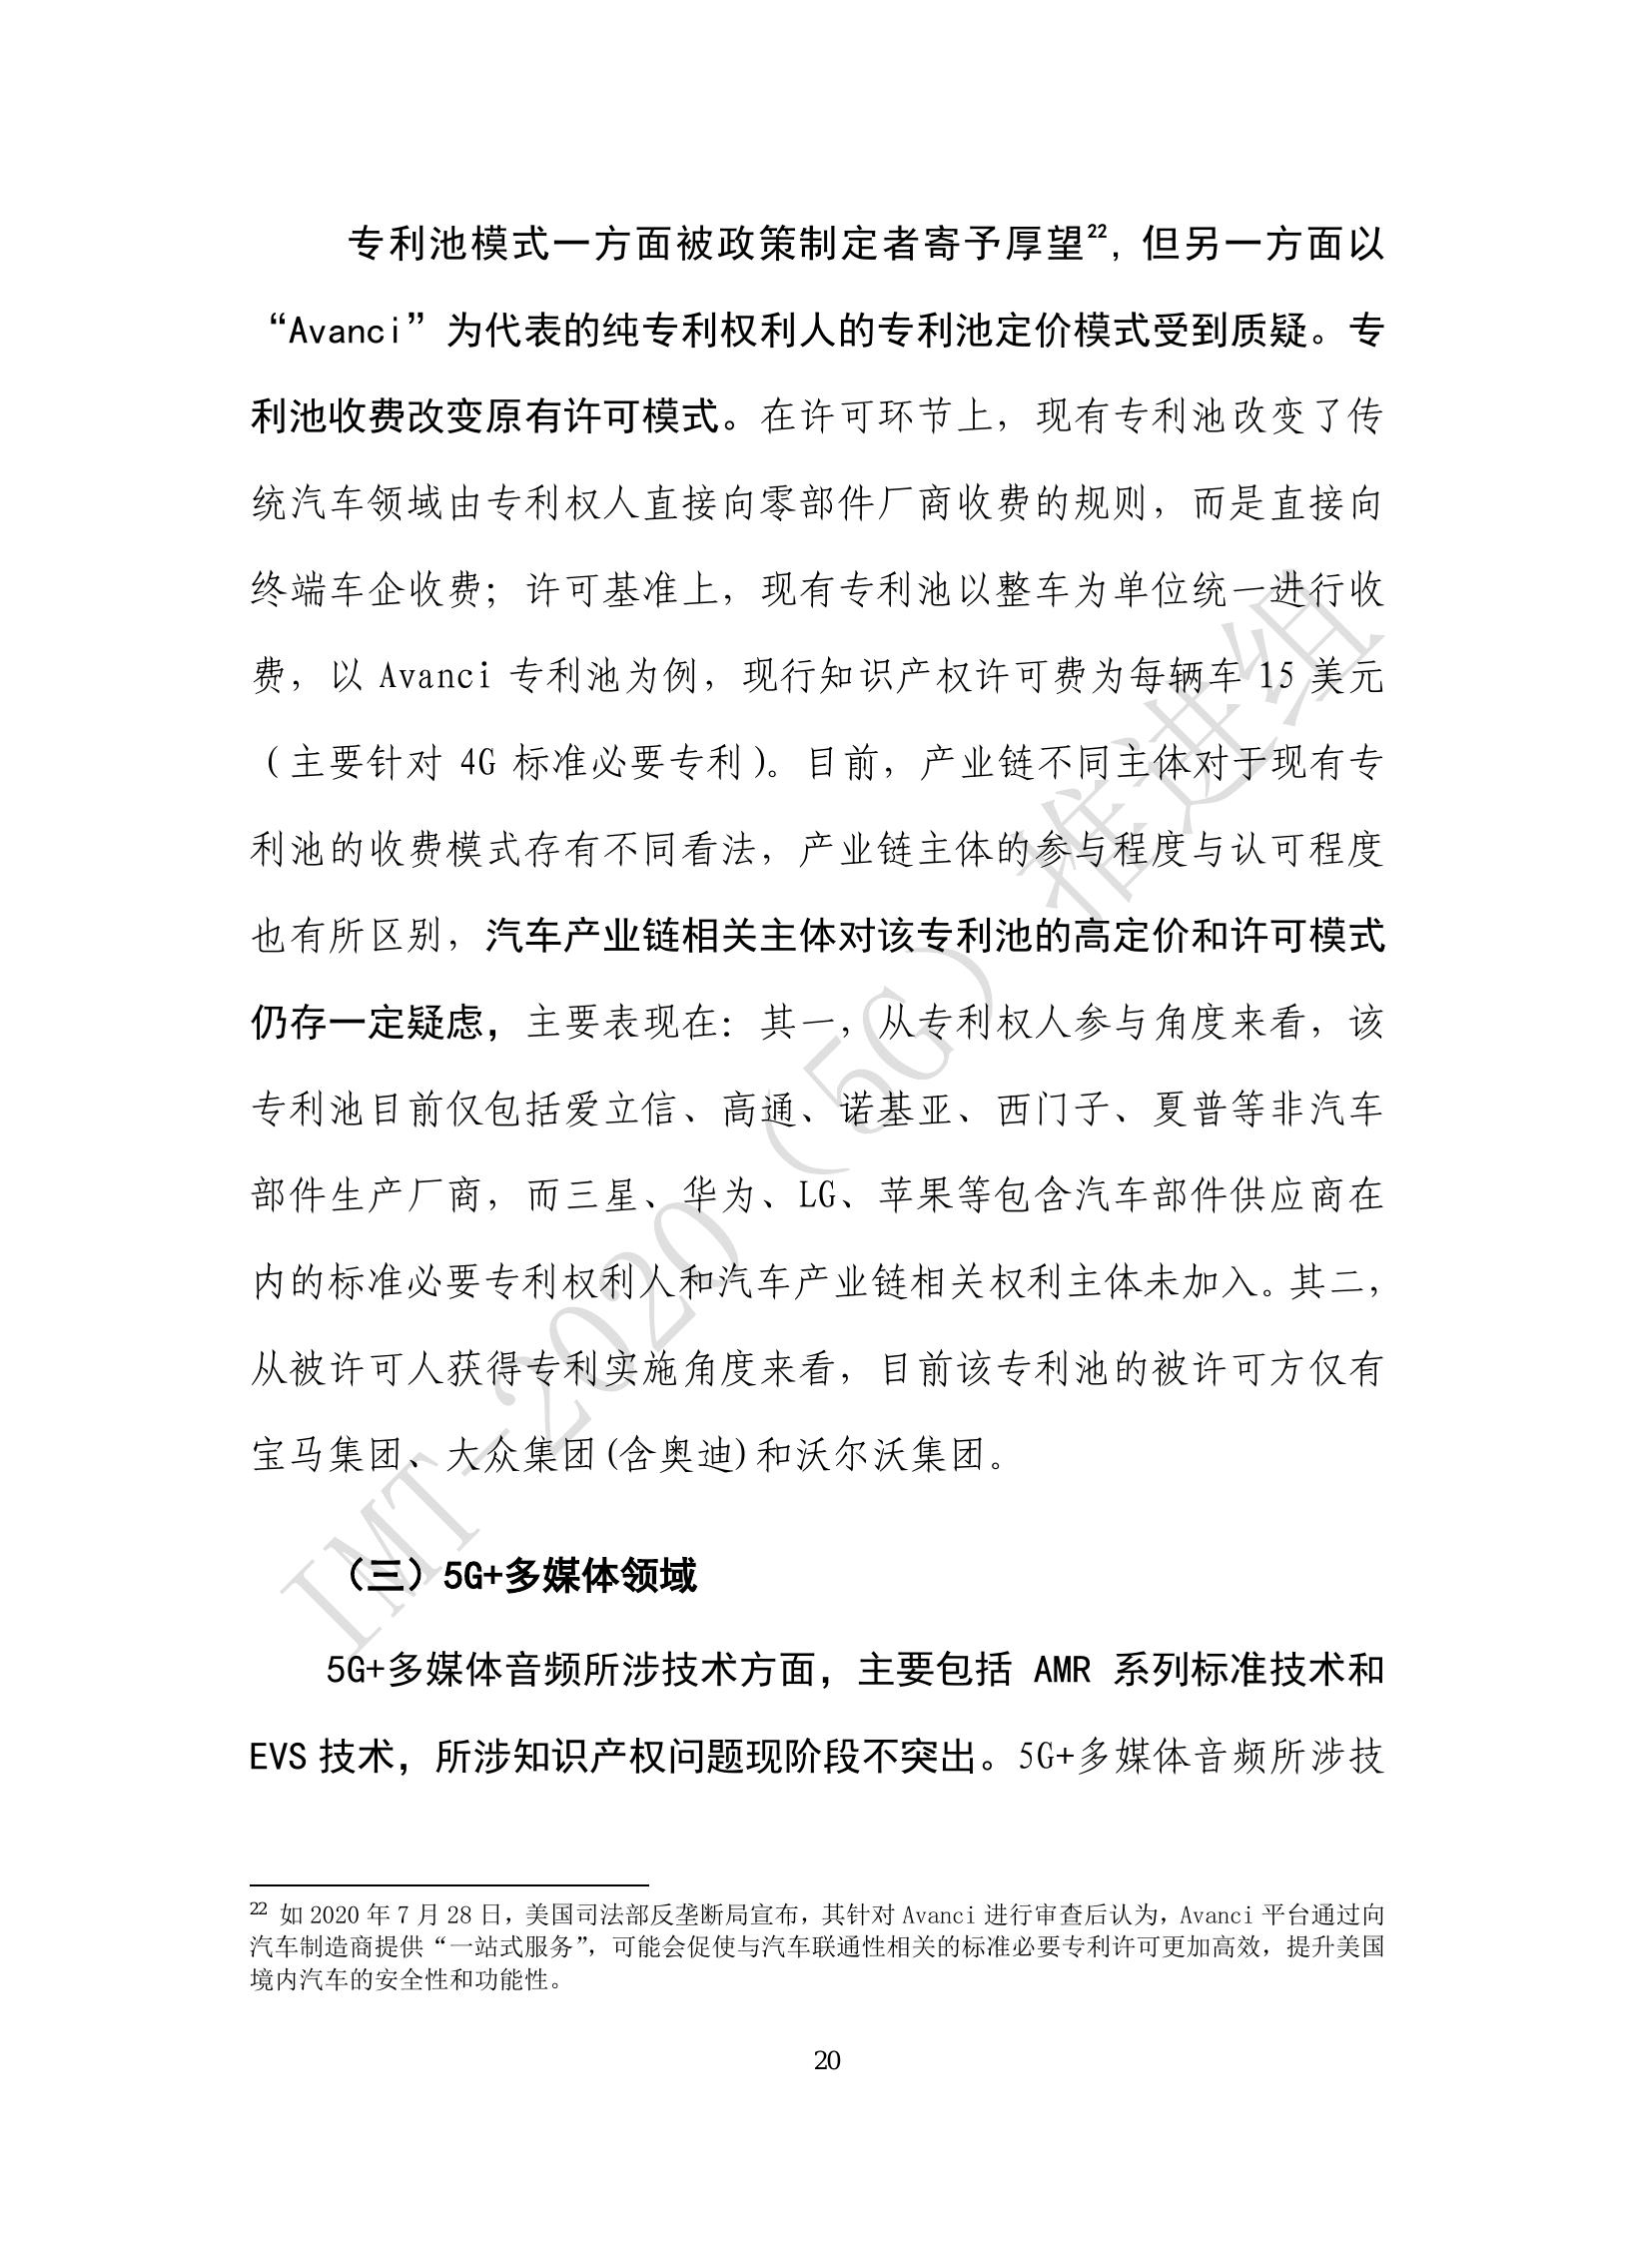 专利池模式一方面被政策制定者寄予厚望22，但另一方面以
“Avanci”为代表的纯专利权利人的专利池定价模式受到质疑。专
利池收费改变原有许可模式。在许可环节上，现有专利池改变了传
统汽车领域由专利权人直接向零部件厂商收费的规则，而是直接向
终端车企收费；许可基准上，现有专利池以整车为单位统一进行收
费，以 Avanci 专利池为例，现行知识产权许可费为每辆车 15 美元
（主要针对 4G 标准必要专利）。目前，产业链不同主体对于现有专
利池的收费模式存有不同看法，产业链主体的参与程度与认可程度
也有所区别，汽车产业链相关主体对该专利池的高定价和许可模式
仍存一定疑虑，主要表现在：其一，从专利权人参与角度来看，该
专利池目前仅包括爱立信、高通、诺基亚、西门子、夏普等非汽车
部件生产厂商，而三星、华为、LG、苹果等包含汽车部件供应商在
内的标准必要专利权利人和汽车产业链相关权利主体未加入。其二，
从被许可人获得专利实施角度来看，目前该专利池的被许可方仅有
宝马集团、大众集团(含奥迪)和沃尔沃集团。
（三）5G+多媒体领域
5G+多媒体音频所涉技术方面，主要包括 AMR 系列标准技术和
EVS 技术，所涉知识产权问题现阶段不突出。5G+多媒体音频所涉技
22 如 2020 年 7 月 28 日，美国司法部反垄断局宣布，其针对 Avanci 进行审查后认为，Avanci 平台通过向
汽车制造商提供“一站式服务”，可能会促使与汽车联通性相关的标准必要专利许可更加高效，提升美国
境内汽车的安全性和功能性。
20
IMT-2020（5G）推进组